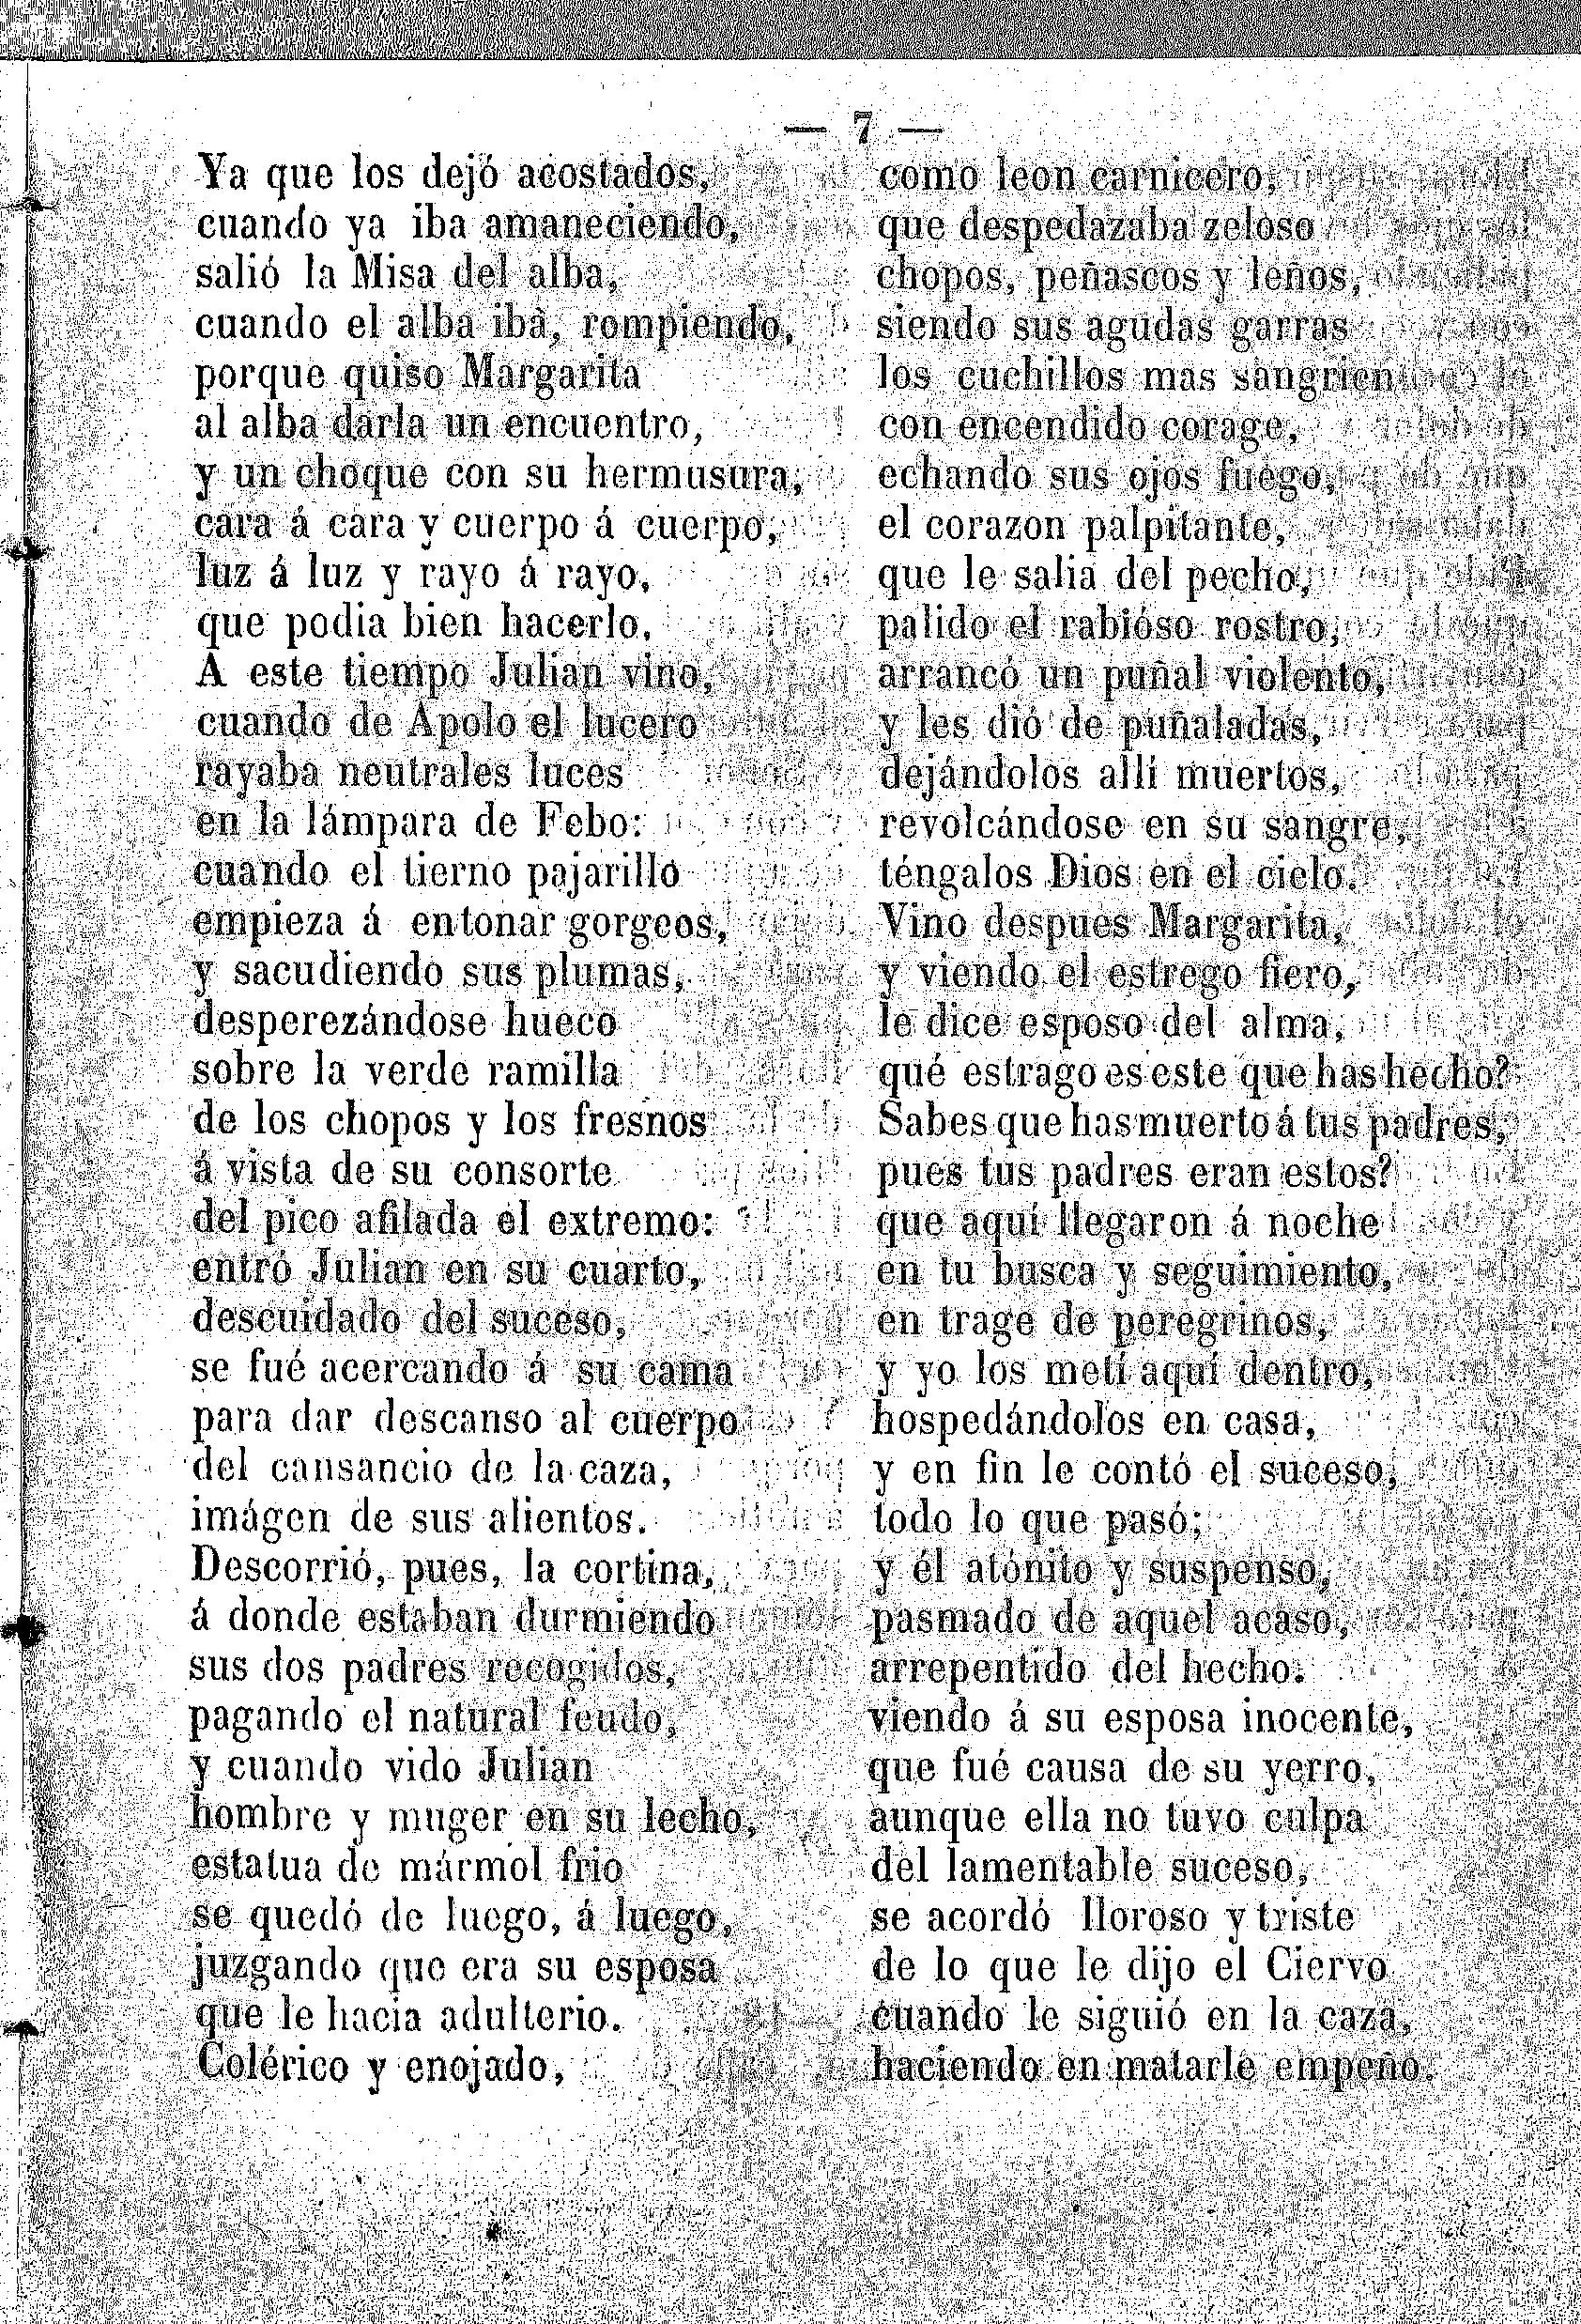 — 7 —
Ya que los dejó acostados,
cuando ya iba amaneciendo,
salió la Misa del alba,
cuando el alba iba, rompiendo,
porque quiso Margarita
al alba darla un encuentro,
y un choque con su hermusura,
cara á cara y cuerpo á cuerpo,
luz á luz y rayo á rayo,
que podia bien hacerlo.
A este tiempo Julian vino,
cuando de Apolo el lucero
rayaba neutrales luces
en la lámpara de Febo:
cuando el tierno pajarillo
empieza á entonar gorgeos,
y sacudiendo sus plumas,
desperezándose hueco
sobre la verde ramilla
de los chopos y los fresnos
á vista de su consorte
del pico afilada el extremo:
entró Julian en su cuarto,
descuidado del suceso,
se fué acercando á su cama
para dar descanso al cuerpo
del cansancio de la caza,
imágen de sus alientos.
Descorrió, pues, la cortina,
á donde estaban durmiendo
sus dos padres recogidos,
pagando el natural feudo,
y cuando vido Julian
hombre y muger en su lecho,
estatua de mármol frio
se quedó de luego, á luego,
juzgando que era su esposa
que le hacia adulterio.
Colérico y enojado,
como leon carnicero,
que despedazaba zeloso
chopos, peñascos y leños,
siendo sus agudas garras
los cuchillos mas sangrien
con encendido corage,
echando sus ojos fuego,
el corazon palpitante,
que le salia del pecho,
palido el rabióso rostro,
arrancó un puñal violento,
y les dió de puñaladas,
dejándolos allí muertos,
revolcándose en su sangre,
téngalos Dios en el cielo.
Vino despues Margarita,
y viendo el estrego fiero,
le dice esposo del alma,
qué estrago es este que has hecho?
Sabes que has muerto á tus padres,
pues tus padres eran estos?
que aquí llegaron á noche
en tu busca y seguimiento,
en trage de peregrinos,
y yo los metí aquí dentro,
hospedándolos en casa,
y en fin le contó el suceso,
todo lo que pasó;
y él atónito y suspenso,
pasmado de aquel acaso,
arrepentido del hecho.
viendo á su esposa inocente,
que fué causa de su yerro,
aunque ella no tuvo culpa
del lamentable suceso,
se acordó lloroso y triste
de lo que le dijo el Ciervo
cuando le siguió en la caza,
haciendo en matarle empeño.